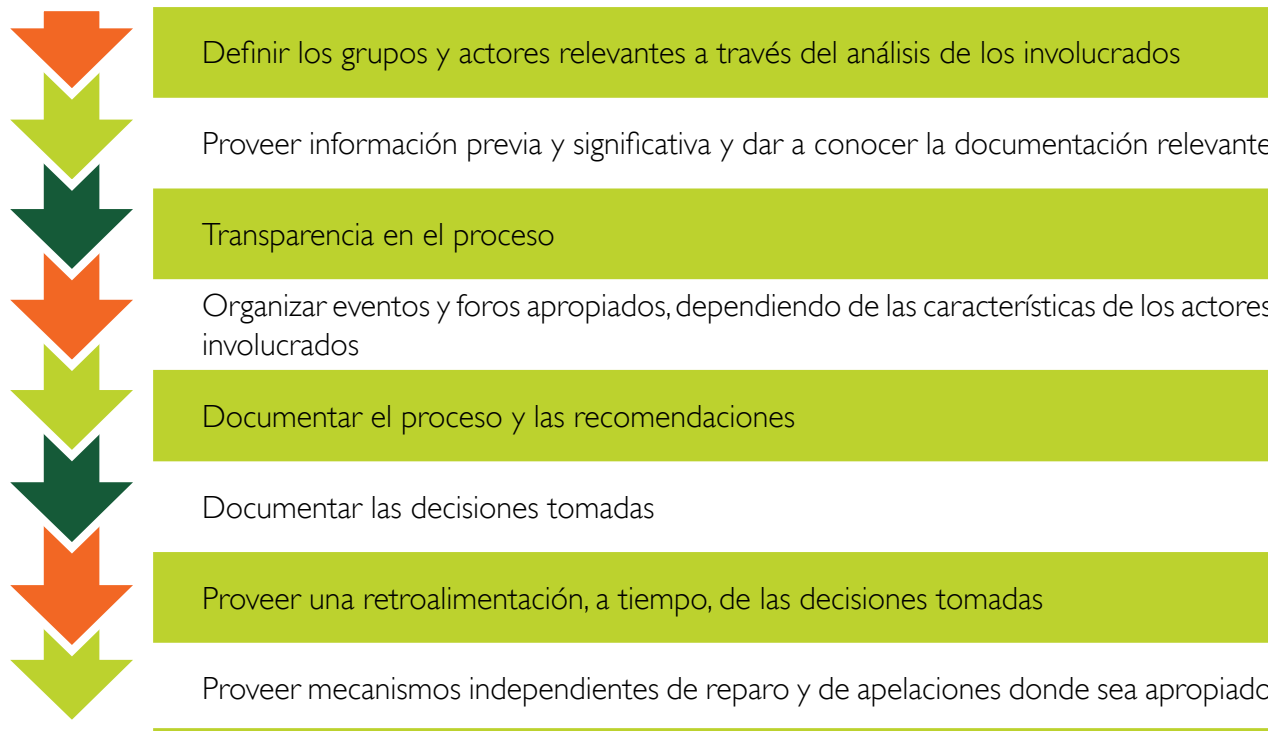 Definir los grupos y actores relevantes a través del análisis de los involucrados
Proveer información previa y significativa y dar a conocer la documentación relevante
Transparencia en el proceso
Organizar eventos y foros apropiados, dependiendo de las características de los actores
involucrados
Documentar el proceso y las recomendaciones
Documentar las decisiones tomadas
Proveer una retroalimentación, a tiempo, de las decisiones tomadas
Proveer mecanismos independientes de reparo y de apelaciones donde sea apropiado